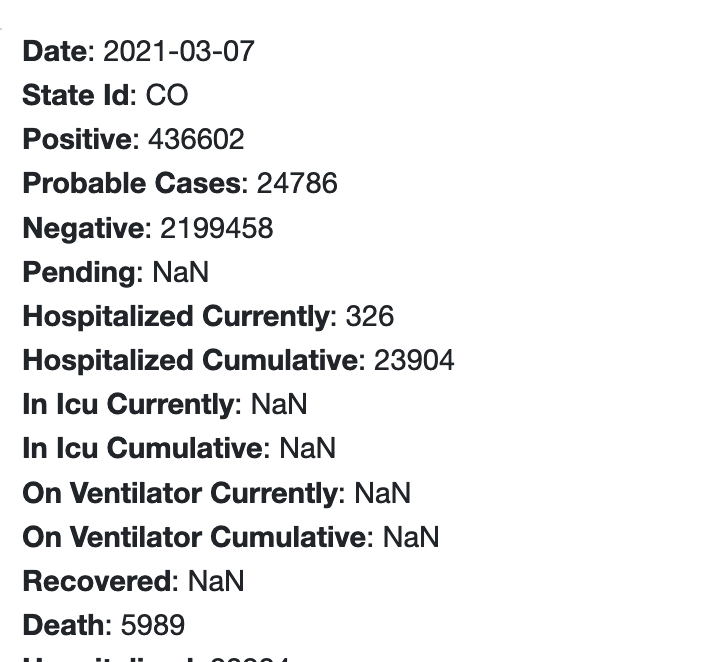 Date: 2021-03-07
State Id: CO
Positive: 436602
Probable Cases: 24786
Negative: 2199458
Pending: NaN
Hospitalized Currently: 326
Hospitalized Cumulative: 23904
In Icu Currently: NaN
In Icu Cumulative: NaN
On Ventilator Currently: NaN
On Ventilator Cumulative: NaN
Recovered: NaN
Death: 5989